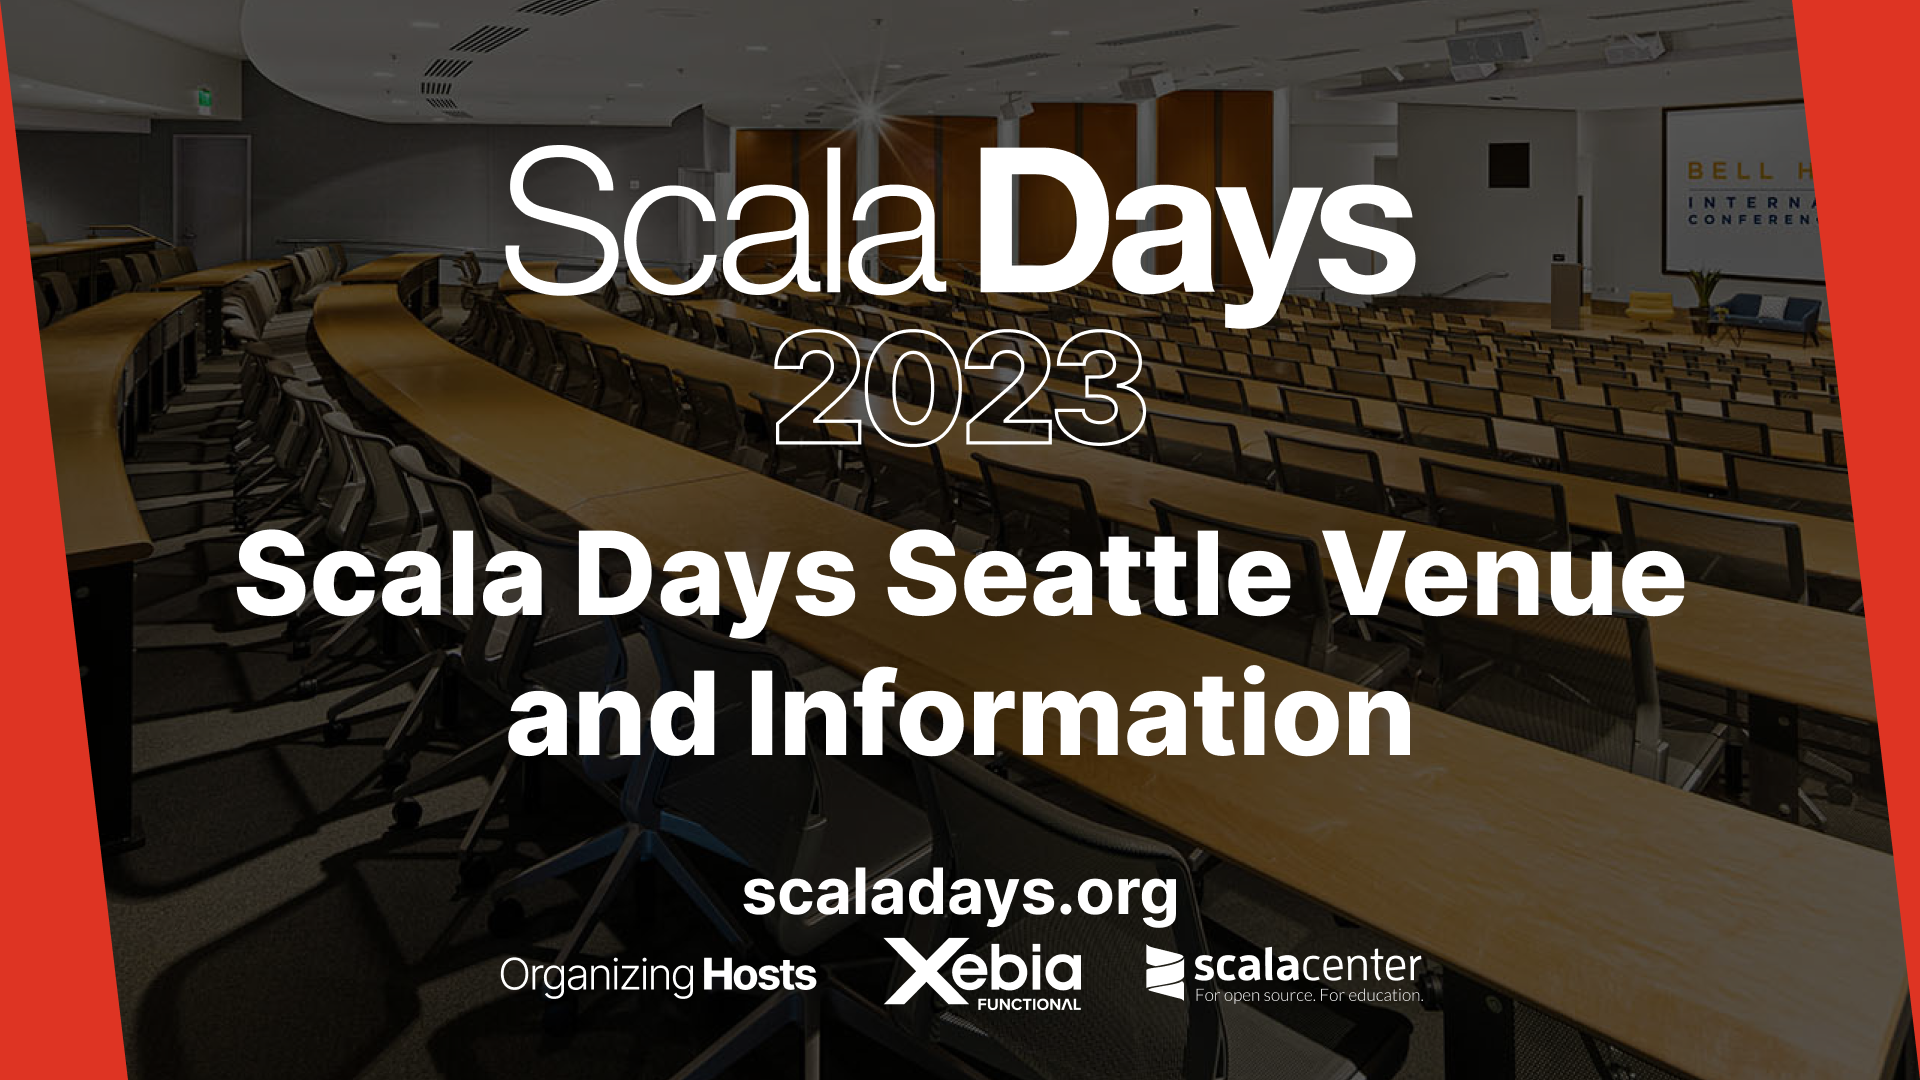 BELL
INTERN
CONFEREN
Scala Days
2023
Scala Days Seattle Venue
and Information
scaladays.org
Organizing Hosts
Xebia
FUNCTIONAL
scalacenter
For open source. For education.